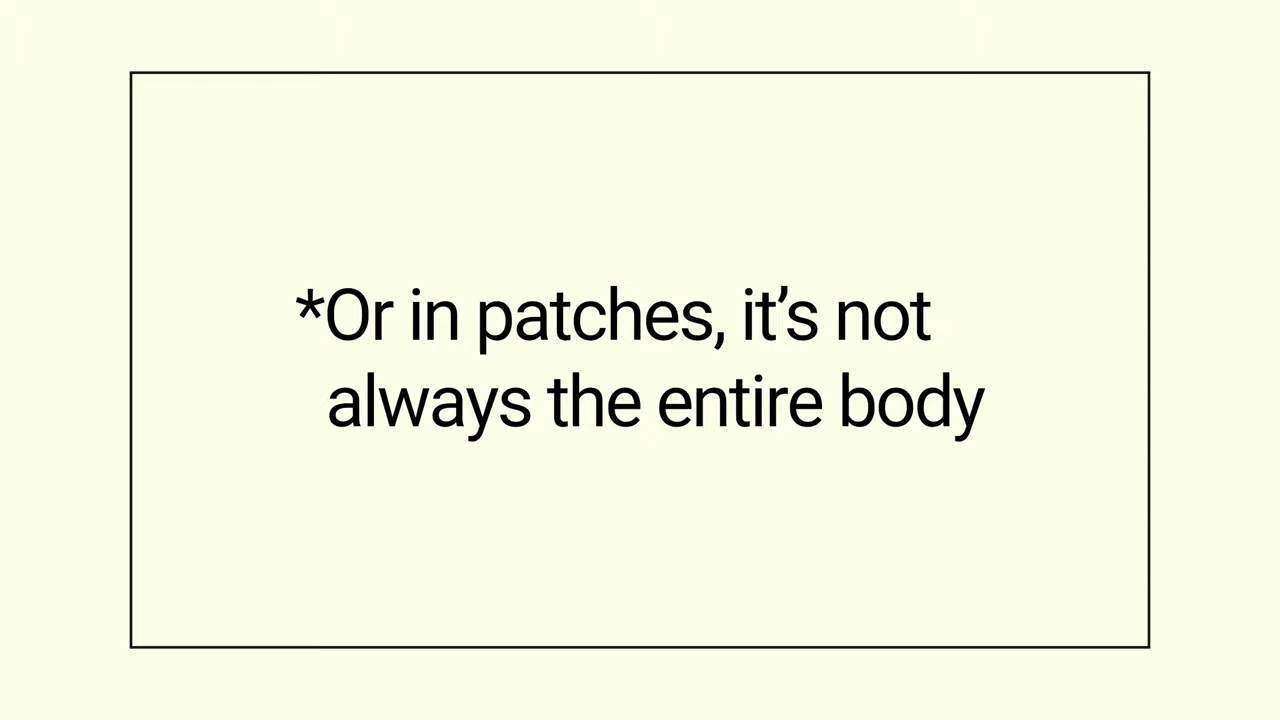 *Or in patches, it’s not
always the entire body